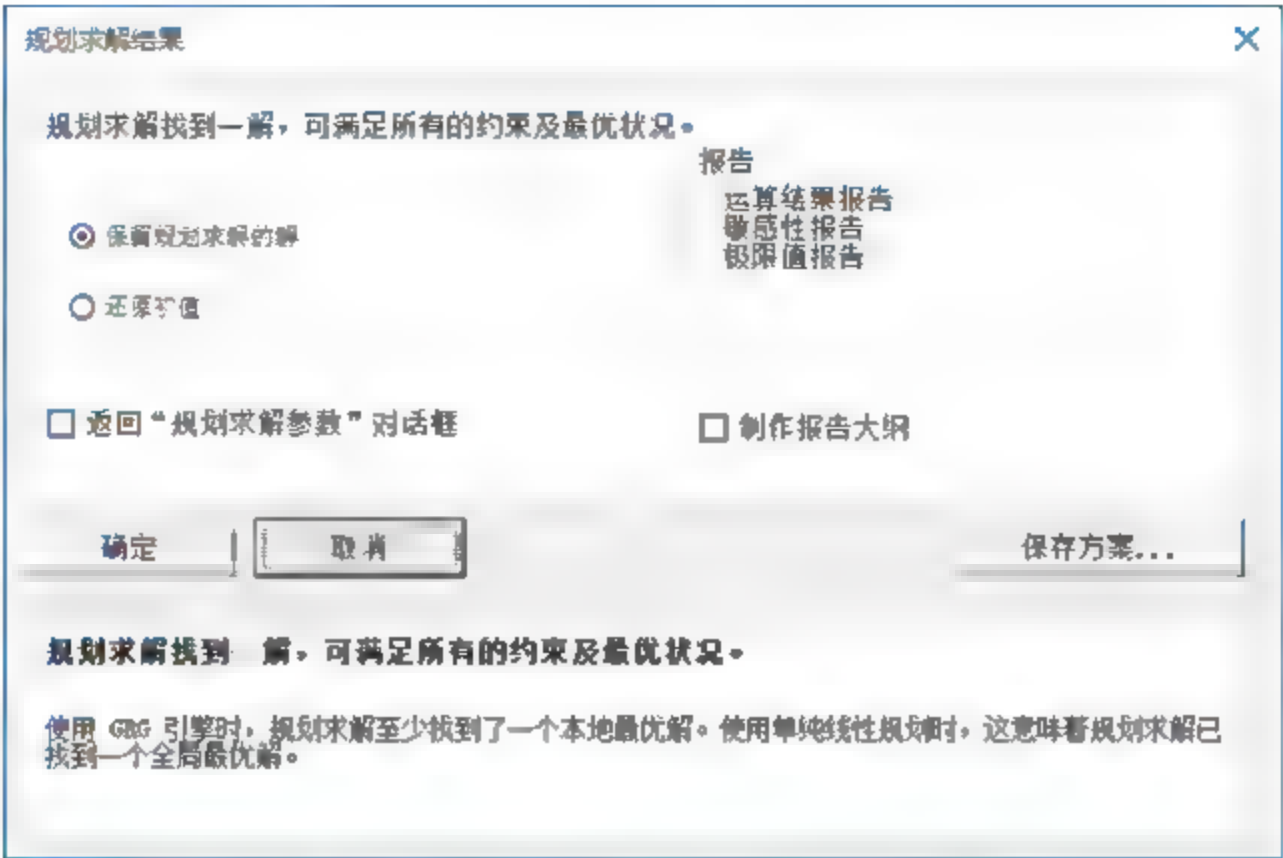 规划求解结果
规划求解找到一解，可满足所有的约束及最优状况。
报告
运算结果报告
敏感性报告
极限值报告
保留规划求解的解
还原初值
返回“规划求解参数”对话框
制作报告大纲
确定
取消
保存方案...
规划求解找到一解，可满足所有的约束及最优状况。
使用 GRG 引擎时，规划求解至少找到了一个本地最优解。使用单纯线性规划时，这意味着规划求解已
找到一个全局最优解。